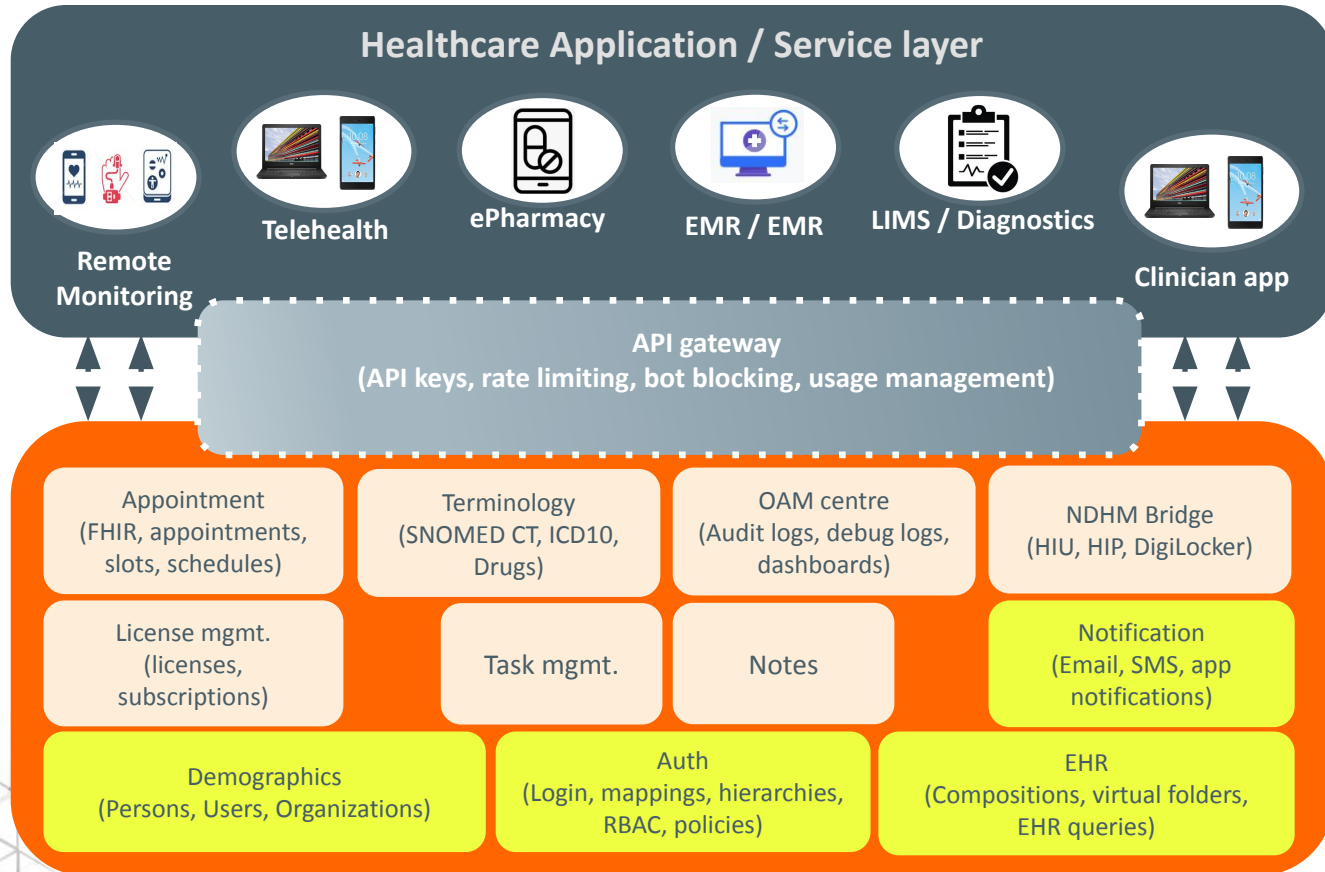 Healthcare Application / Service layer
Remote
Monitoring
Telehealth
ePharmacy
EMR / EMR
LIMS / Diagnostics
Clinician app
API gateway
(API keys, rate limiting, bot blocking, usage management)
Appointment
(FHIR, appointments,
slots, schedules)
Terminology
(SNOMED CT, ICD10,
Drugs)
OAM centre
(Audit logs, debug logs,
dashboards)
NDHM Bridge
(HIU, HIP, DigiLocker)
License mgmt.
(licenses,
subscriptions)
Task mgmt.
Notes
Notification
(Email, SMS, app
notifications)
Demographics
(Persons, Users, Organizations)
Auth
(Login, mappings, hierarchies,
RBAC, policies)
EHR
(Compositions, virtual folders,
EHR queries)